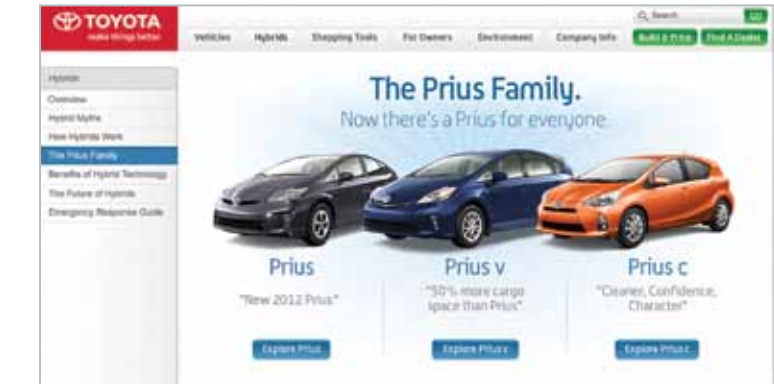 TOYOTA
make things better
Search
GO
Vehicles Hybrids Shopping Tools For Owners Environment Company Info Build & Price Find A Dealer
Hybrids
Overview
Hybrid Myths
How Hybrids Work
The Prius Family
Benefits of Hybrid Technology
The Future of Hybrids
Emergency Response Guide
The Prius Family.
Now there's a Prius for everyone.
Prius
"New 2012 Prius"
Explore Prius
Prius v
"50% more cargo
space than Prius"
Explore Prius v
Prius c
"Cleaner, Confidence,
Character"
Explore Prius c